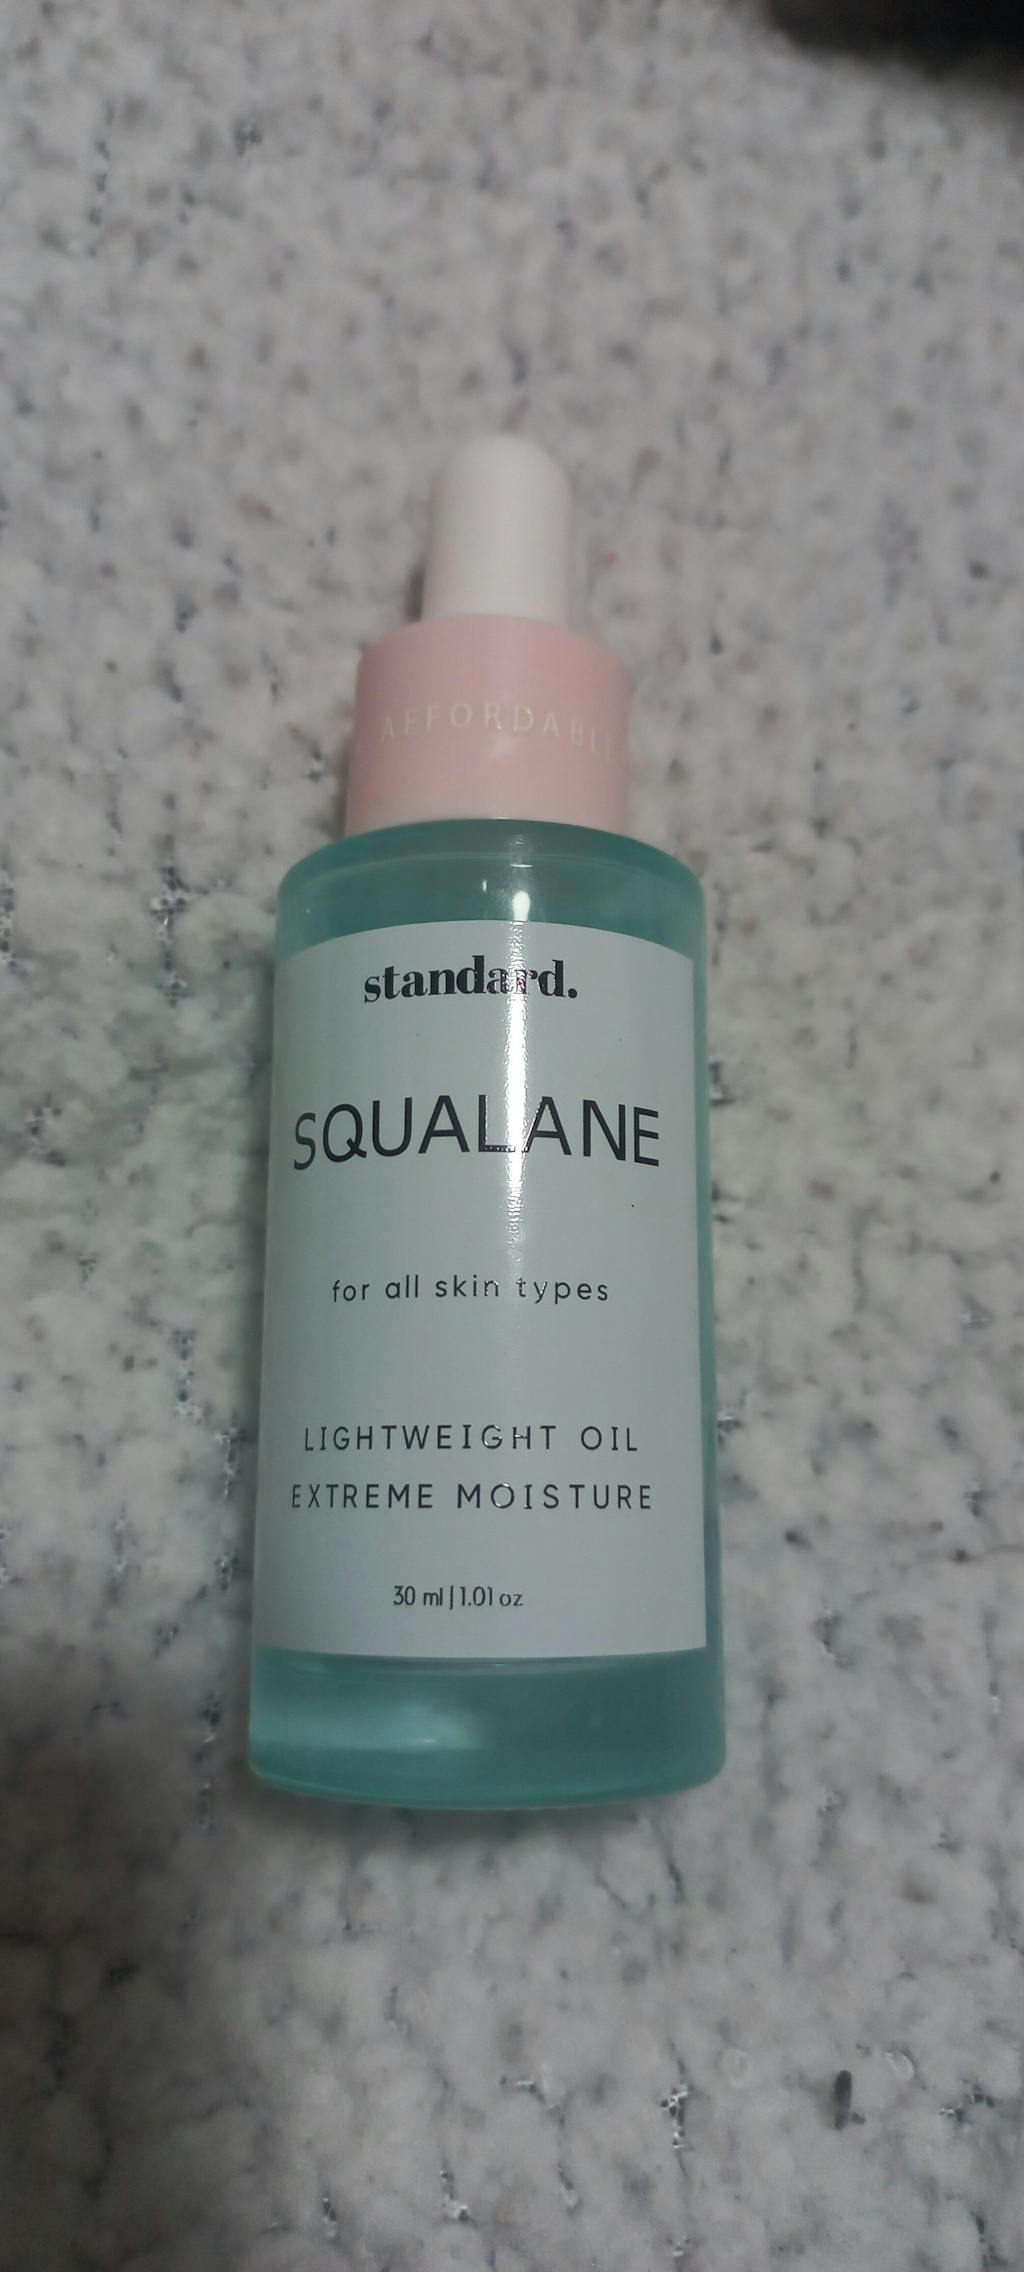 AFFORDABLE
standard.
SQUALANE
for all skin types
LIGHTWEIGHT OIL
EXTREME MOISTURE
30 ml | 1.01 oz